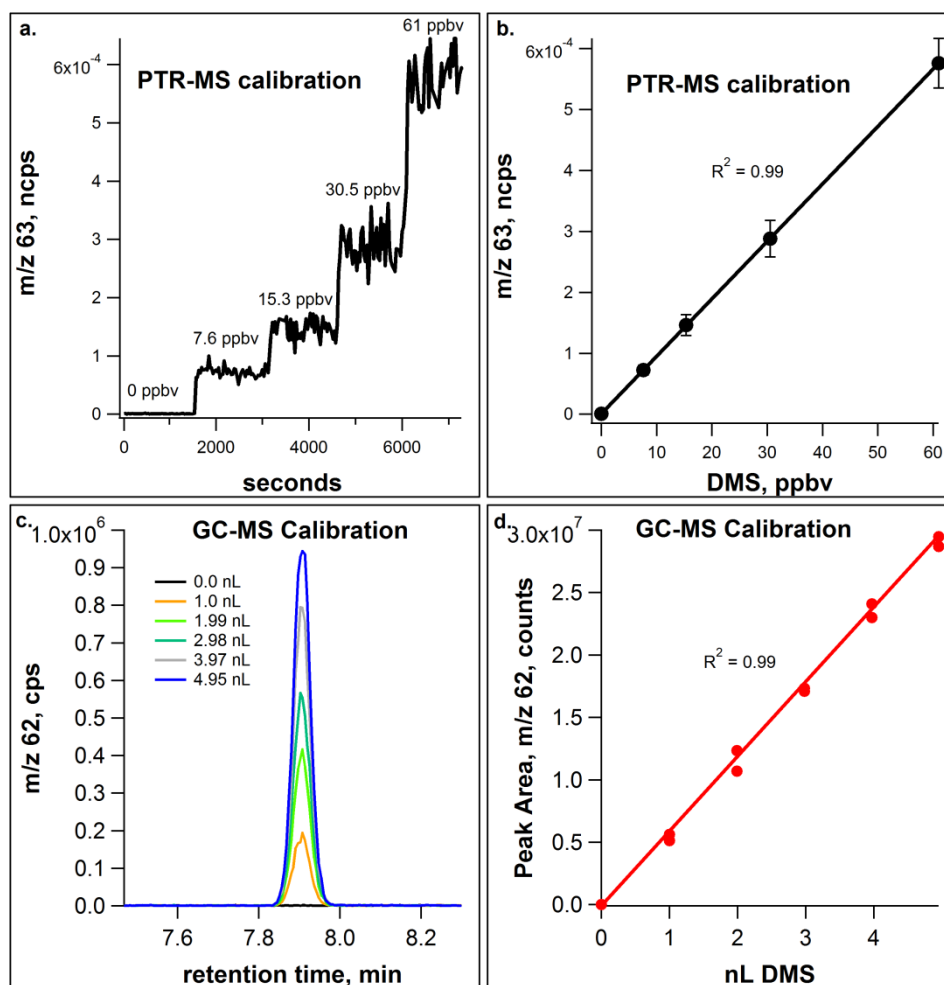 a.
PTR-MS calibration
0 ppbv
7.6 ppbv
15.3 ppbv
30.5 ppbv
61 ppbv
6x10⁻⁴
5
4
3
2
1
0
m/z 63, ncps
0 2000 4000 6000
seconds
b.
PTR-MS calibration
R² = 0.99
6x10⁻⁴
5
4
3
2
1
0
m/z 63, ncps
0 10 20 30 40 50 60
DMS, ppbv
c.
GC-MS Calibration
0.0 nL
1.0 nL
1.99 nL
2.98 nL
3.97 nL
4.95 nL
1.0x10⁶
0.9
0.8
0.7
0.6
0.5
0.4
0.3
0.2
0.1
0.0
m/z 62, cps
7.6 7.8 8.0 8.2
retention time, min
d.
GC-MS Calibration
R² = 0.99
3.0x10⁷
2.5
2.0
1.5
1.0
0.5
0.0
Peak Area, m/z 62, counts
0 1 2 3 4
nL DMS